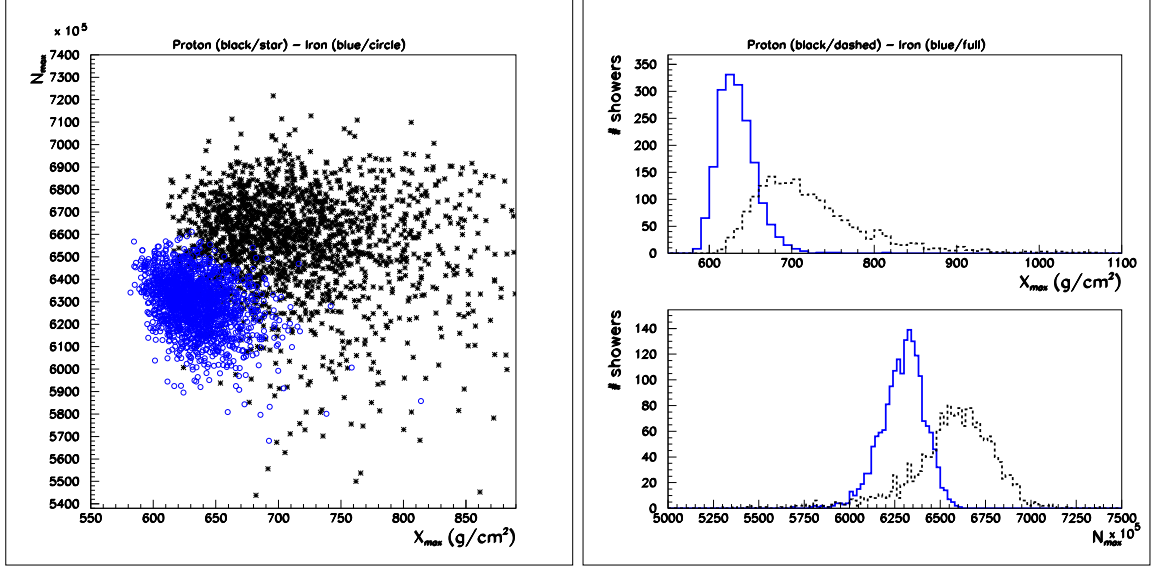 x 10⁵
Proton (black/star) – Iron (blue/circle)
N_max
7400
7300
7200
7100
7000
6900
6800
6700
6600
6500
6400
6300
6200
6100
6000
5900
5800
5700
5600
5500
5400
550 600 650 700 750 800 850
X_max (g/cm²)
Proton (black/dashed) – Iron (blue/full)
# showers
350
300
250
200
150
100
50
0
600 700 800 900 1000 1100
X_max (g/cm²)
# showers
140
120
100
80
60
40
20
0
5000 5250 5500 5750 6000 6250 6500 6750 7000 7250 7500
x 10⁵
N_max